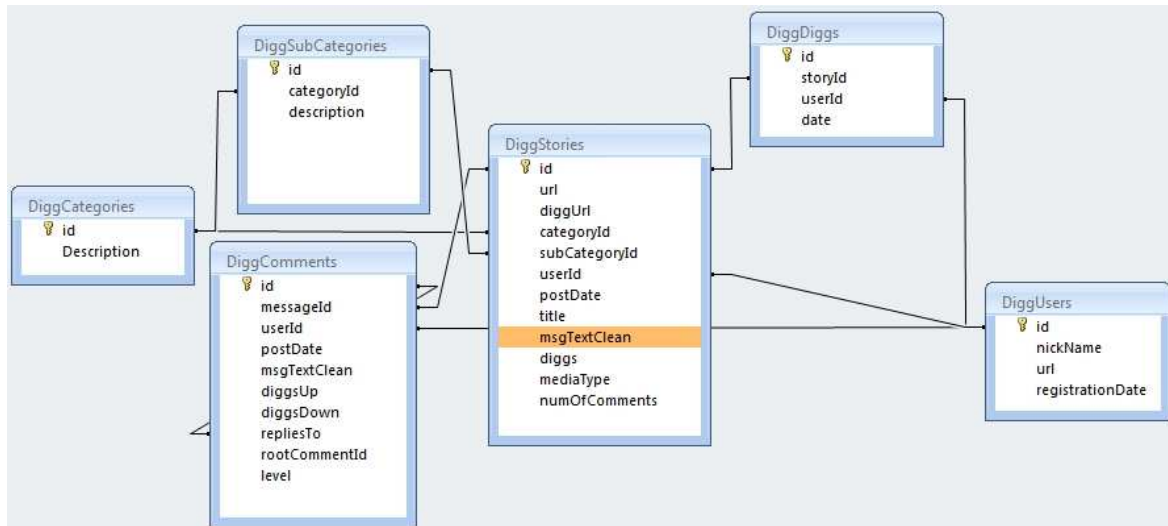 DiggSubCategories
id
categoryId
description
DiggDiggs
id
storyId
userId
date
DiggStories
id
url
diggUrl
categoryId
subCategoryId
userId
postDate
title
msgTextClean
diggs
mediaType
numOfComments
DiggCategories
id
Description
DiggComments
id
messageId
userId
postDate
msgTextClean
diggsUp
diggsDown
repliesTo
rootCommentId
level
DiggUsers
id
nickName
url
registrationDate